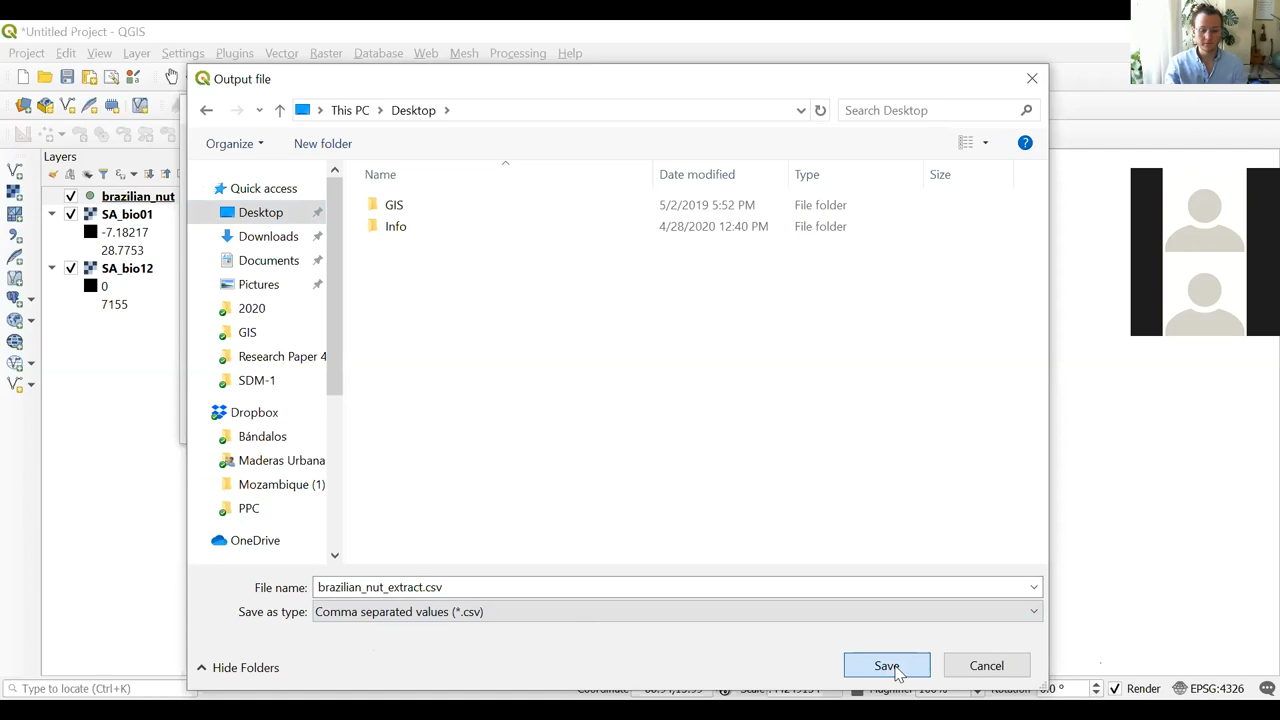 *Untitled Project - QGIS
Project Edit View Layer Settings Plugins Vector Raster Database Web Mesh Processing Help
Output file
This PC > Desktop >
Search Desktop
Organize
New folder
Layers
Name
Date modified
Type
Size
Quick access
brazilian_nut
GIS
5/2/2019 5:52 PM
File folder
Desktop
SA_bio01
Info
4/28/2020 12:40 PM
File folder
-7.18217
Downloads
28.7753
Documents
SA_bio12
Pictures
0
7155
2020
GIS
Research Paper 4
SDM-1
Dropbox
Bándalos
Maderas Urbana
Mozambique (1)
PPC
OneDrive
File name: brazilian_nut_extract.csv
Save as type: Comma separated values (*.csv)
Hide Folders
Save
Cancel
Type to locate (Ctrl+K)
0.0 °
Render
EPSG:4326